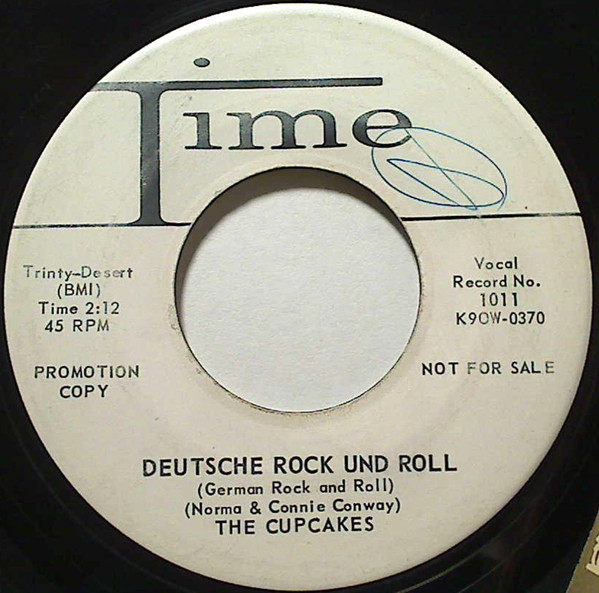 Time
Trinty-Desert
(BMI)
Time 2:12
45 RPM
PROMOTION
COPY
Vocal
Record No.
1011
K9OW-0370
NOT FOR SALE
DEUTSCHE ROCK UND ROLL
(German Rock and Roll)
(Norma & Connie Conway)
THE CUPCAKES